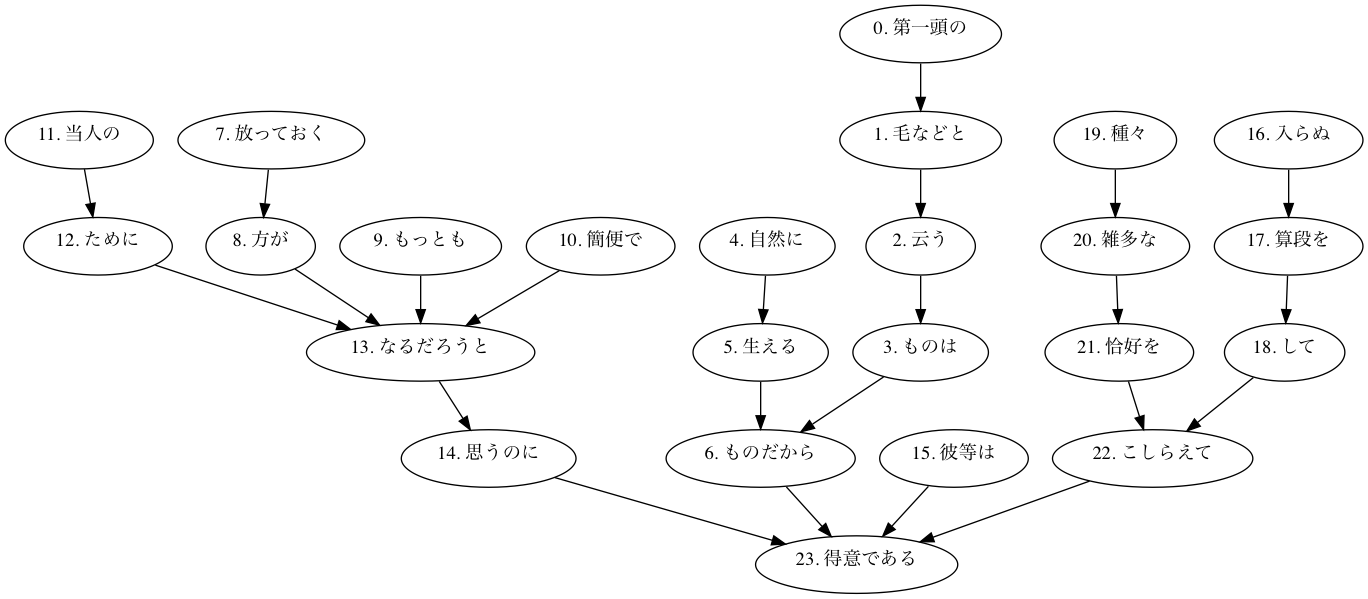 0. 第一頭の
11. 当人の
7. 放っておく
1. 毛などと
19. 種々
16. 入らぬ
12. ために
8. 方が
9. もっとも
10. 簡便で
4. 自然に
2. 云う
20. 雑多な
17. 算段を
13. なるだろうと
5. 生える
3. ものは
21. 恰好を
18. して
14. 思うのに
6. ものだから
15. 彼等は
22. こしらえて
23. 得意である